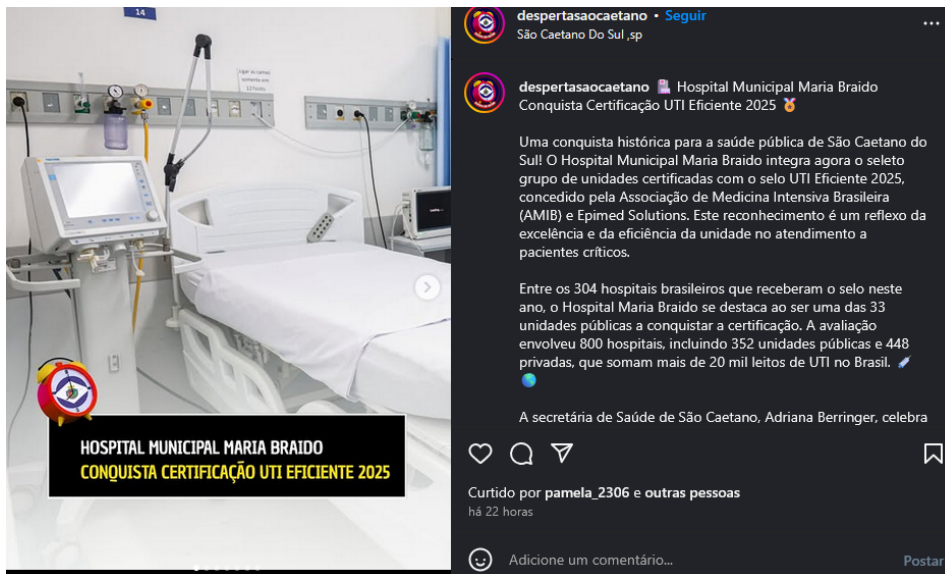 14
Ligar os canos
somente em
HOSPITAL MUNICIPAL MARIA BRAIDO
CONQUISTA CERTIFICAÇÃO UTI EFICIENTE 2025
despertasaocaetano • Seguir
São Caetano Do Sul ,sp
despertasaocaetano Hospital Municipal Maria Braido
Conquista Certificação UTI Eficiente 2025
Uma conquista histórica para a saúde pública de São Caetano do
Sul! O Hospital Municipal Maria Braido integra agora o seleto
grupo de unidades certificadas com o selo UTI Eficiente 2025,
concedido pela Associação de Medicina Intensiva Brasileira
(AMIB) e Epimed Solutions. Este reconhecimento é um reflexo da
excelência e da eficiência da unidade no atendimento a
pacientes críticos.
Entre os 304 hospitais brasileiros que receberam o selo neste
ano, o Hospital Maria Braido se destaca ao ser uma das 33
unidades públicas a conquistar a certificação. A avaliação
envolveu 800 hospitais, incluindo 352 unidades públicas e 448
privadas, que somam mais de 20 mil leitos de UTI no Brasil.
A secretária de Saúde de São Caetano, Adriana Berringer, celebra
Curtido por pamela_2306 e outras pessoas
há 22 horas
Adicione um comentário...
Postar